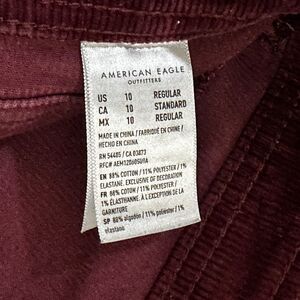 AMERICAN EAGLE
OUTFITTERS
US 10 REGULAR
CA 10 STANDARD
MX 10 REGULAR
MADE IN CHINA / FABRIQUÉ EN CHINE /
HECHO EN CHINA
RN 54485 / CA 03873
EN 88% COTTON / 11% POLYESTER / 1%
ELASTANE. EXCLUSIVE OF DECORATION
FR 88% COTON / 11% POLYESTER /
1% ÉLASTHANNE. À L'EXCEPTION DE LA
GARNITURE
SP 88% algodón / 11% poliester / 1%
elastano